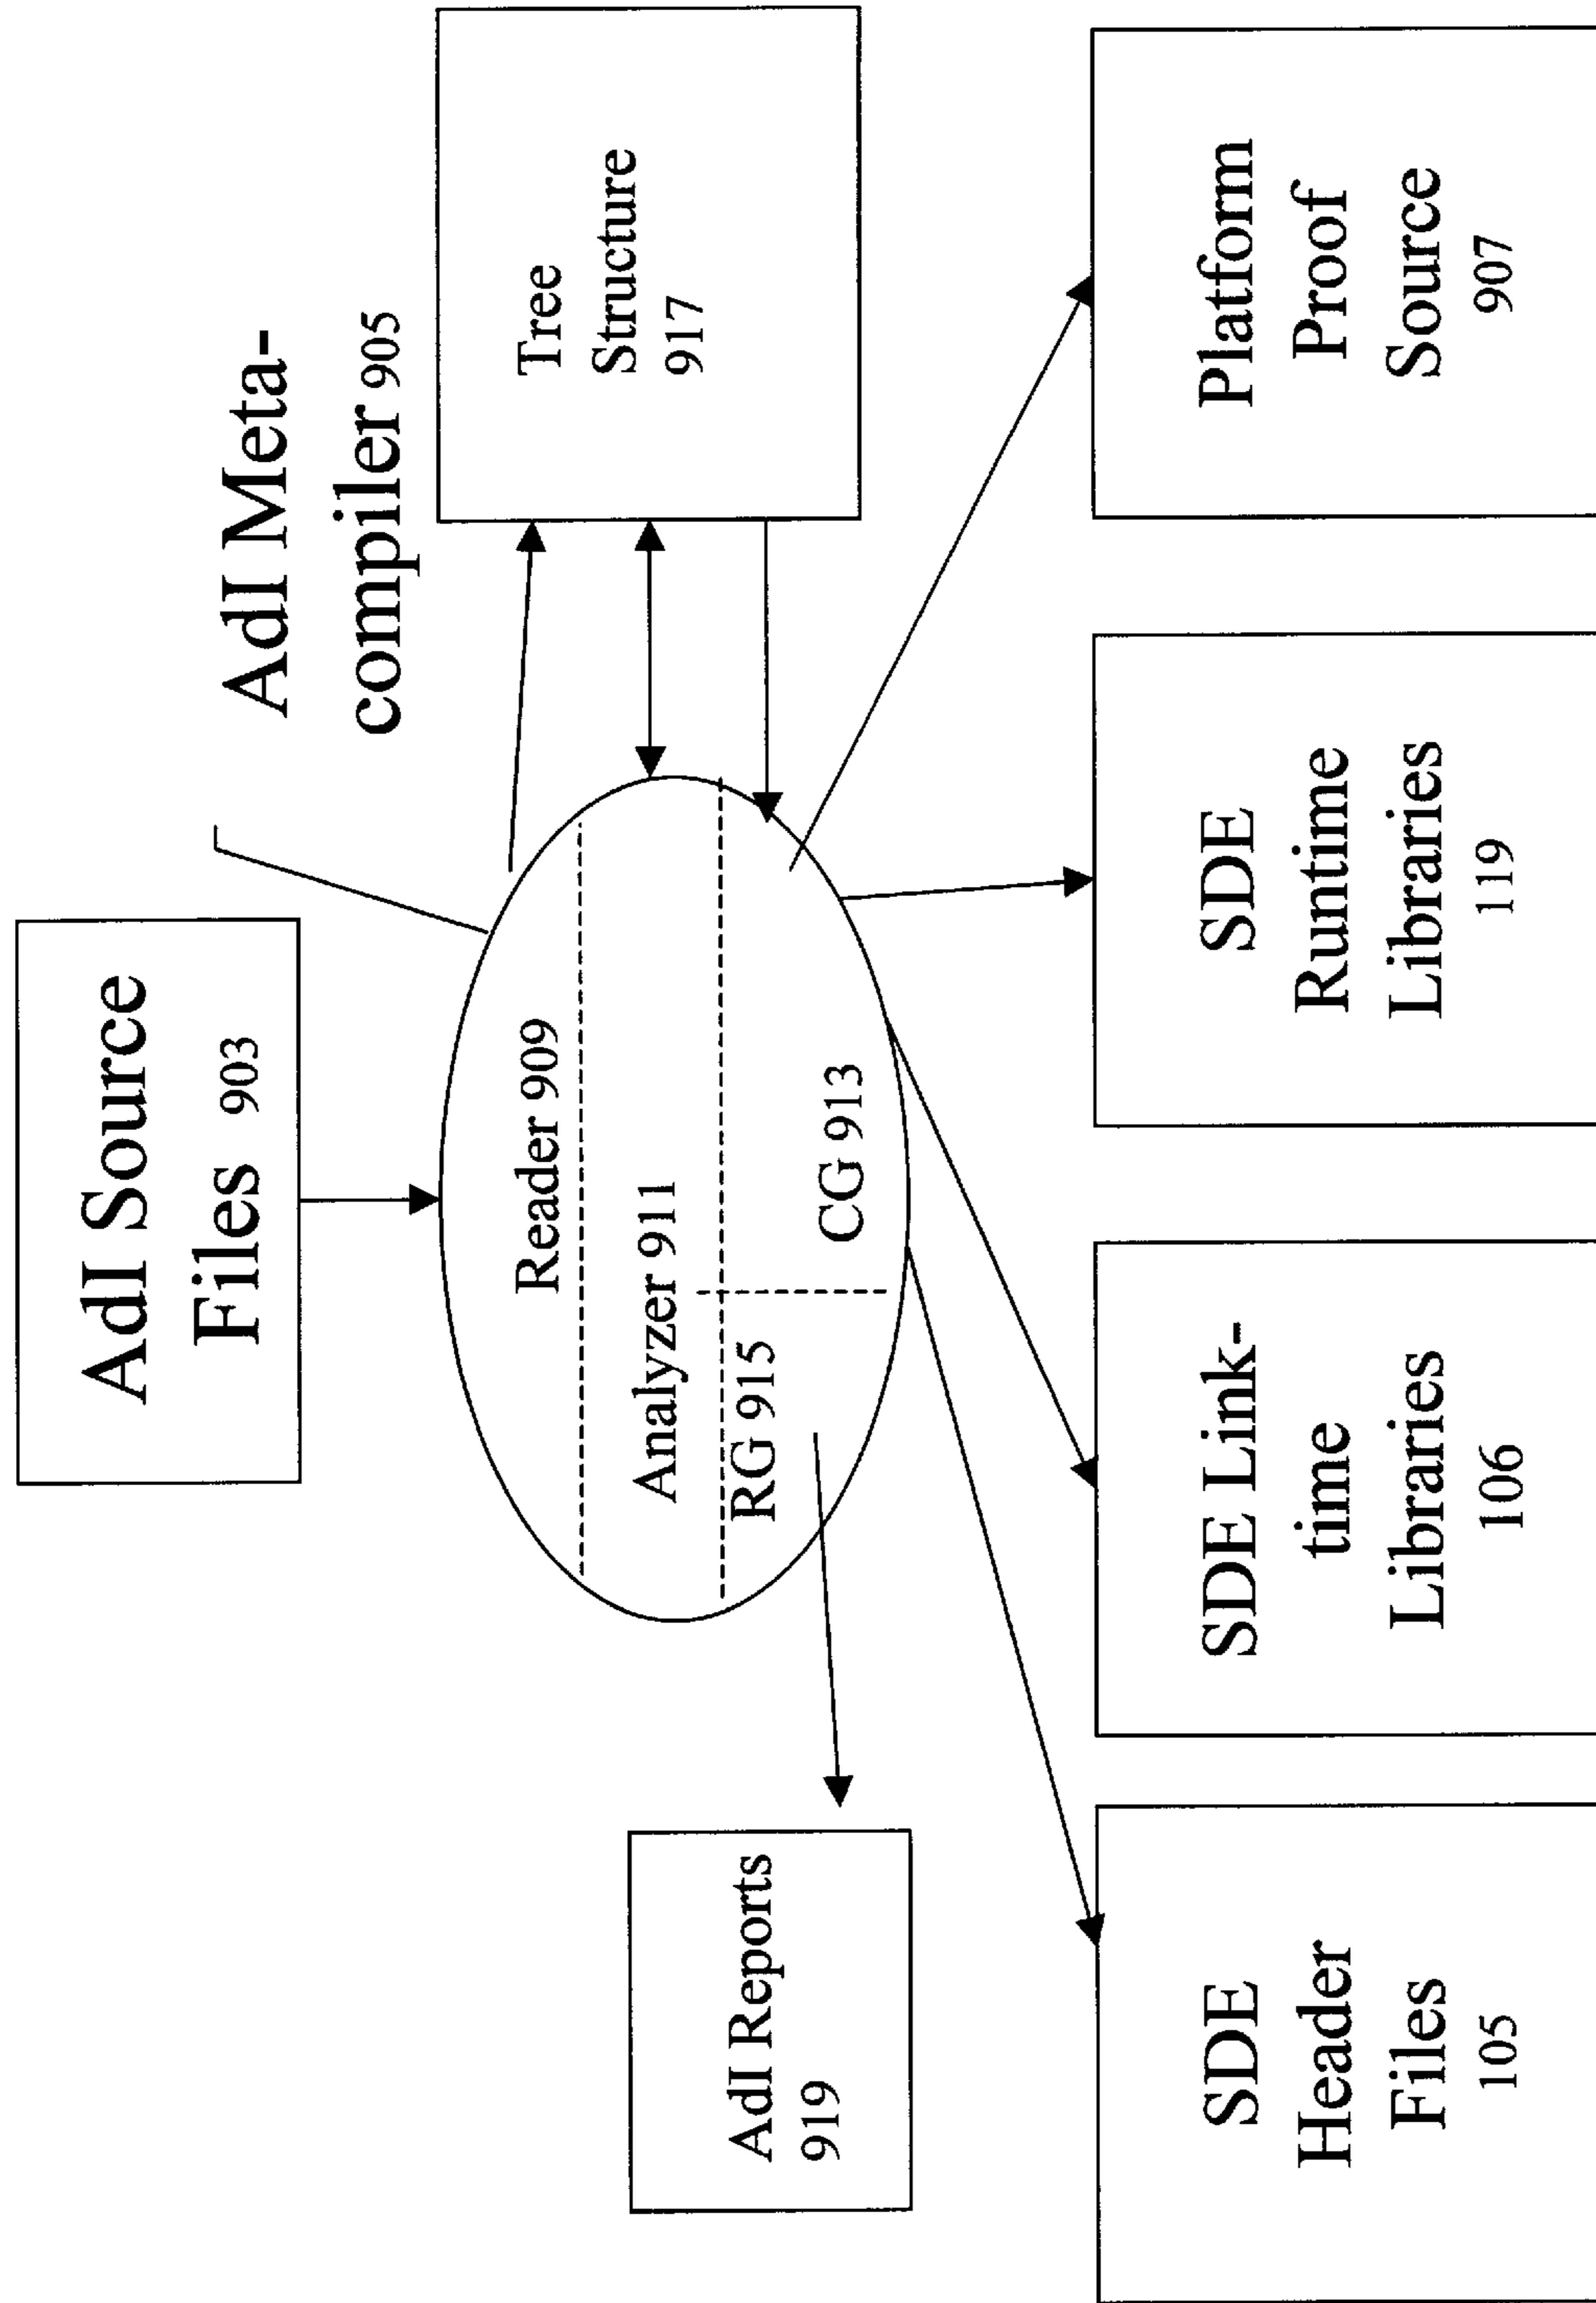 AdI Source
Files 903
AdI Meta-
compiler 905
Reader 909
Analyzer 911
RG 915
CG 913
Tree
Structure
917
AdI Reports
919
SDE
Header
Files
105
SDE Link-
time
Libraries
106
SDE
Runtime
Libraries
119
Platform
Proof
Source
907